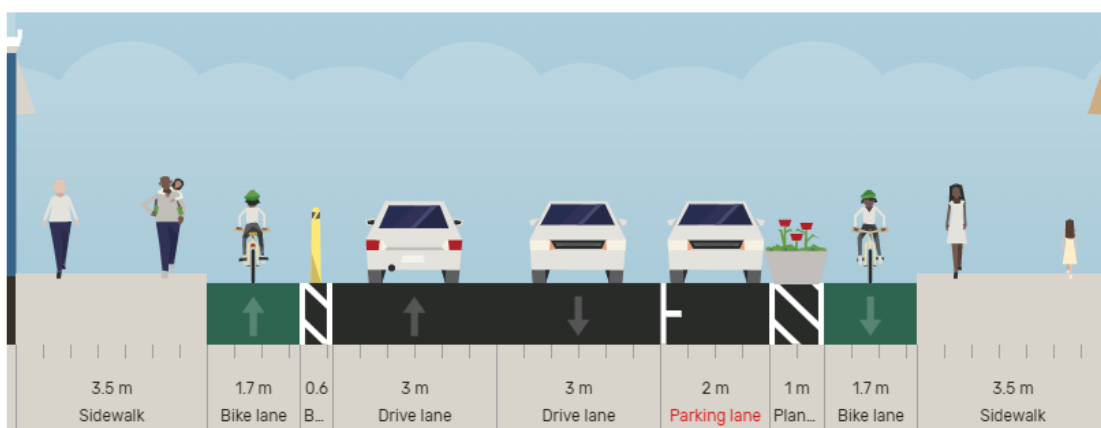 3.5 m
Sidewalk
1.7 m
Bike lane
0.6
B...
3 m
Drive lane
3 m
Drive lane
2 m
Parking lane
1 m
Plan...
1.7 m
Bike lane
3.5 m
Sidewalk